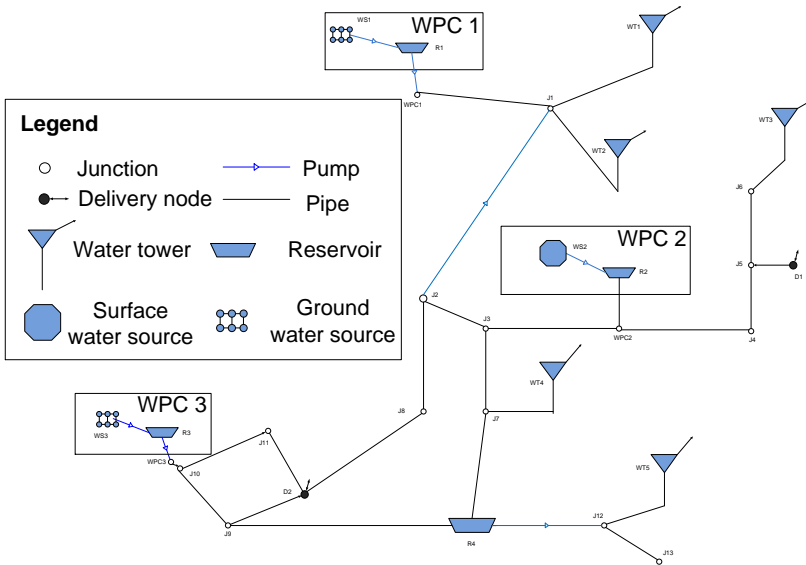 WS1
WPC 1
R1
WPC1
J1
WT1
WT2
WT3
Legend
Junction
Pump
Delivery node
Pipe
Water tower
Reservoir
Surface
water source
Ground
water source
WS2
WPC 2
R2
J6
J5
D1
J2
J3
WPC2
J4
WT4
J8
J7
WPC 3
WS3
R3
WPC3
J10
J11
D2
J9
R4
WT5
J12
J13